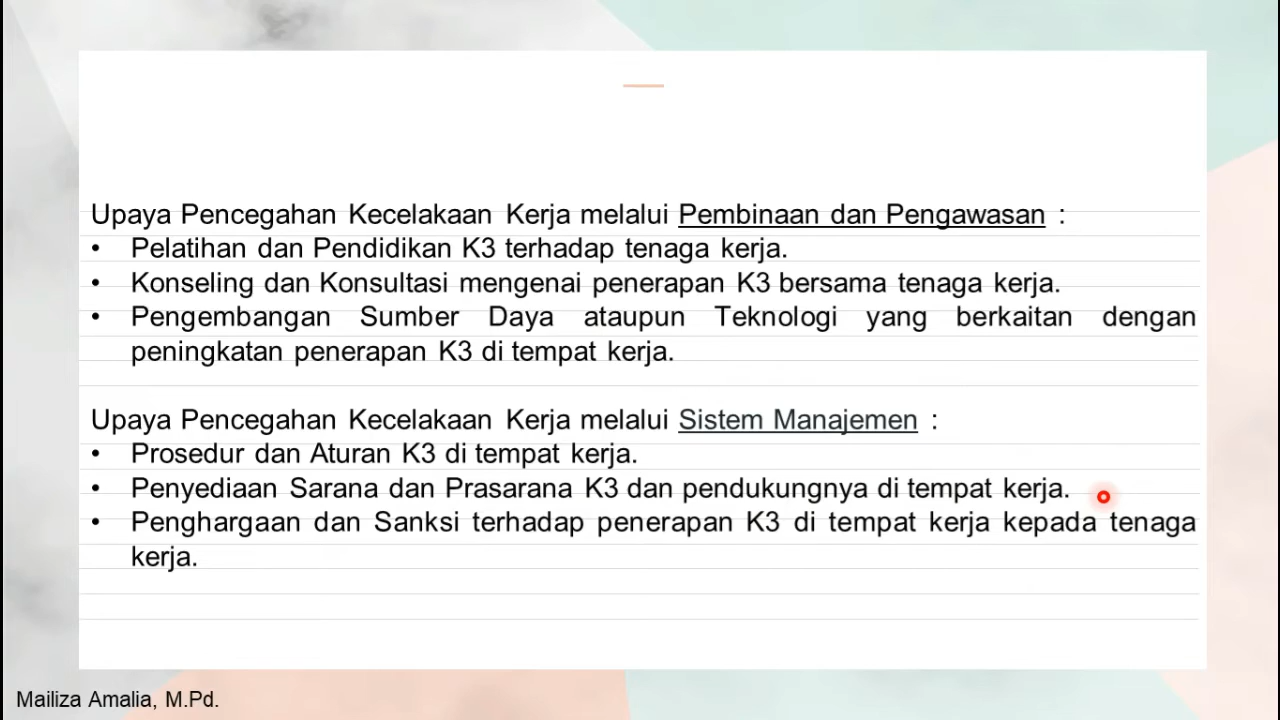 Upaya Pencegahan Kecelakaan Kerja melalui Pembinaan dan Pengawasan :
• Pelatihan dan Pendidikan K3 terhadap tenaga kerja.
• Konseling dan Konsultasi mengenai penerapan K3 bersama tenaga kerja.
• Pengembangan Sumber Daya ataupun Teknologi yang berkaitan dengan
peningkatan penerapan K3 di tempat kerja.
Upaya Pencegahan Kecelakaan Kerja melalui Sistem Manajemen :
• Prosedur dan Aturan K3 di tempat kerja.
• Penyediaan Sarana dan Prasarana K3 dan pendukungnya di tempat kerja.
• Penghargaan dan Sanksi terhadap penerapan K3 di tempat kerja kepada tenaga
kerja.
Mailiza Amalia, M.Pd.